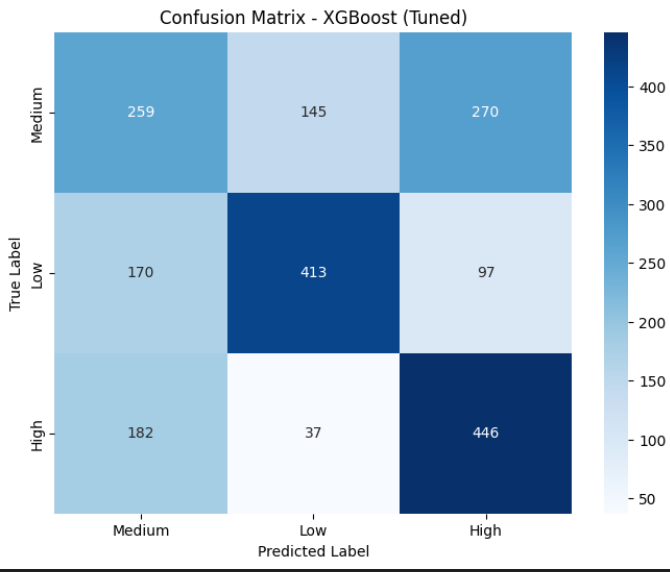 Confusion Matrix - XGBoost (Tuned)
True Label
Medium
259 145 270
Low
170 413 97
High
182 37 446
Medium Low High
Predicted Label
400
350
300
250
200
150
100
50